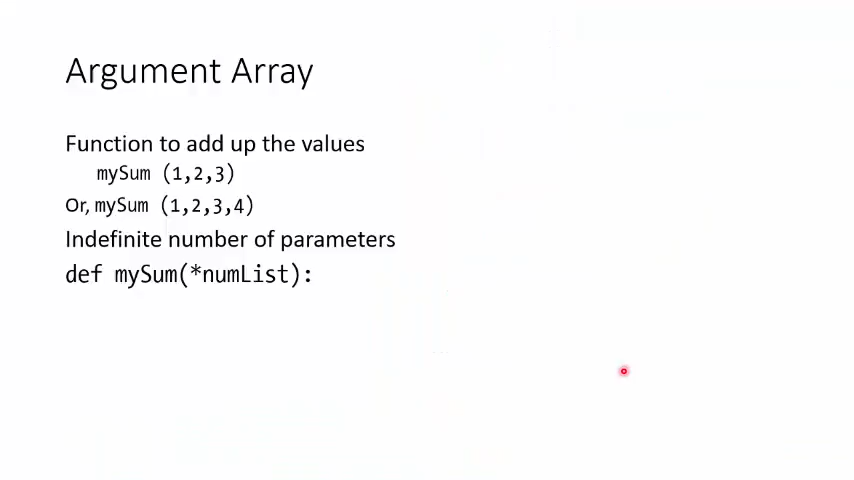 Argument Array
Function to add up the values
mySum (1,2,3)
Or, mySum (1,2,3,4)
Indefinite number of parameters
def mySum(*numList):